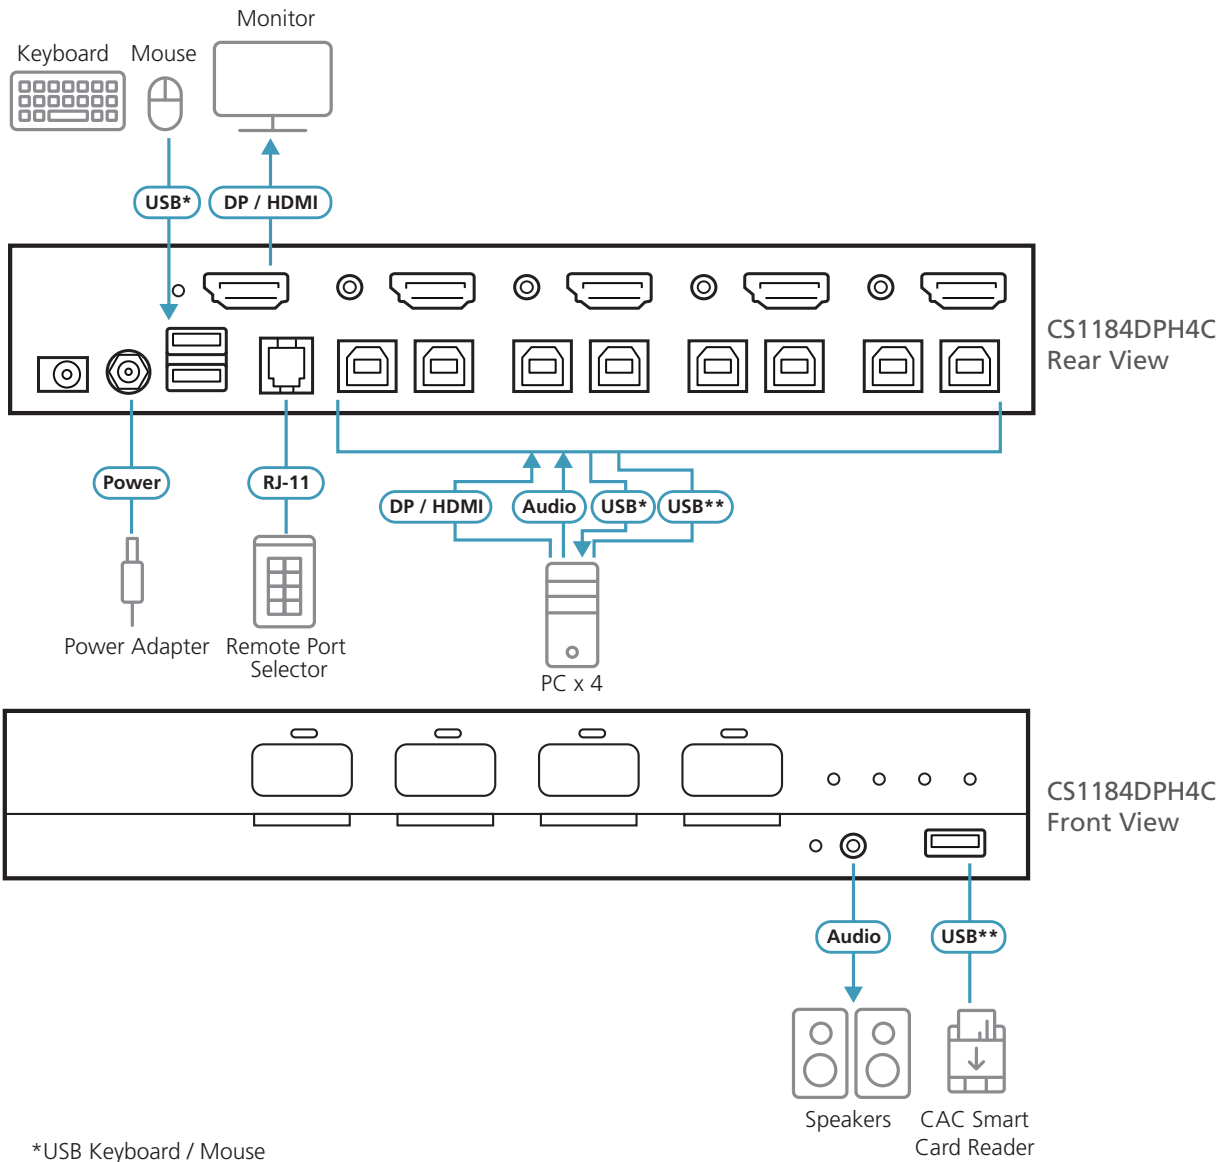 Monitor
Keyboard
Mouse
USB*
DP / HDMI
CS1184DPH4C
Rear View
Power
RJ-11
DP / HDMI
Audio
USB*
USB**
Power Adapter
Remote Port
Selector
PC x 4
CS1184DPH4C
Front View
Audio
USB**
Speakers
CAC Smart
Card Reader
*USB Keyboard / Mouse